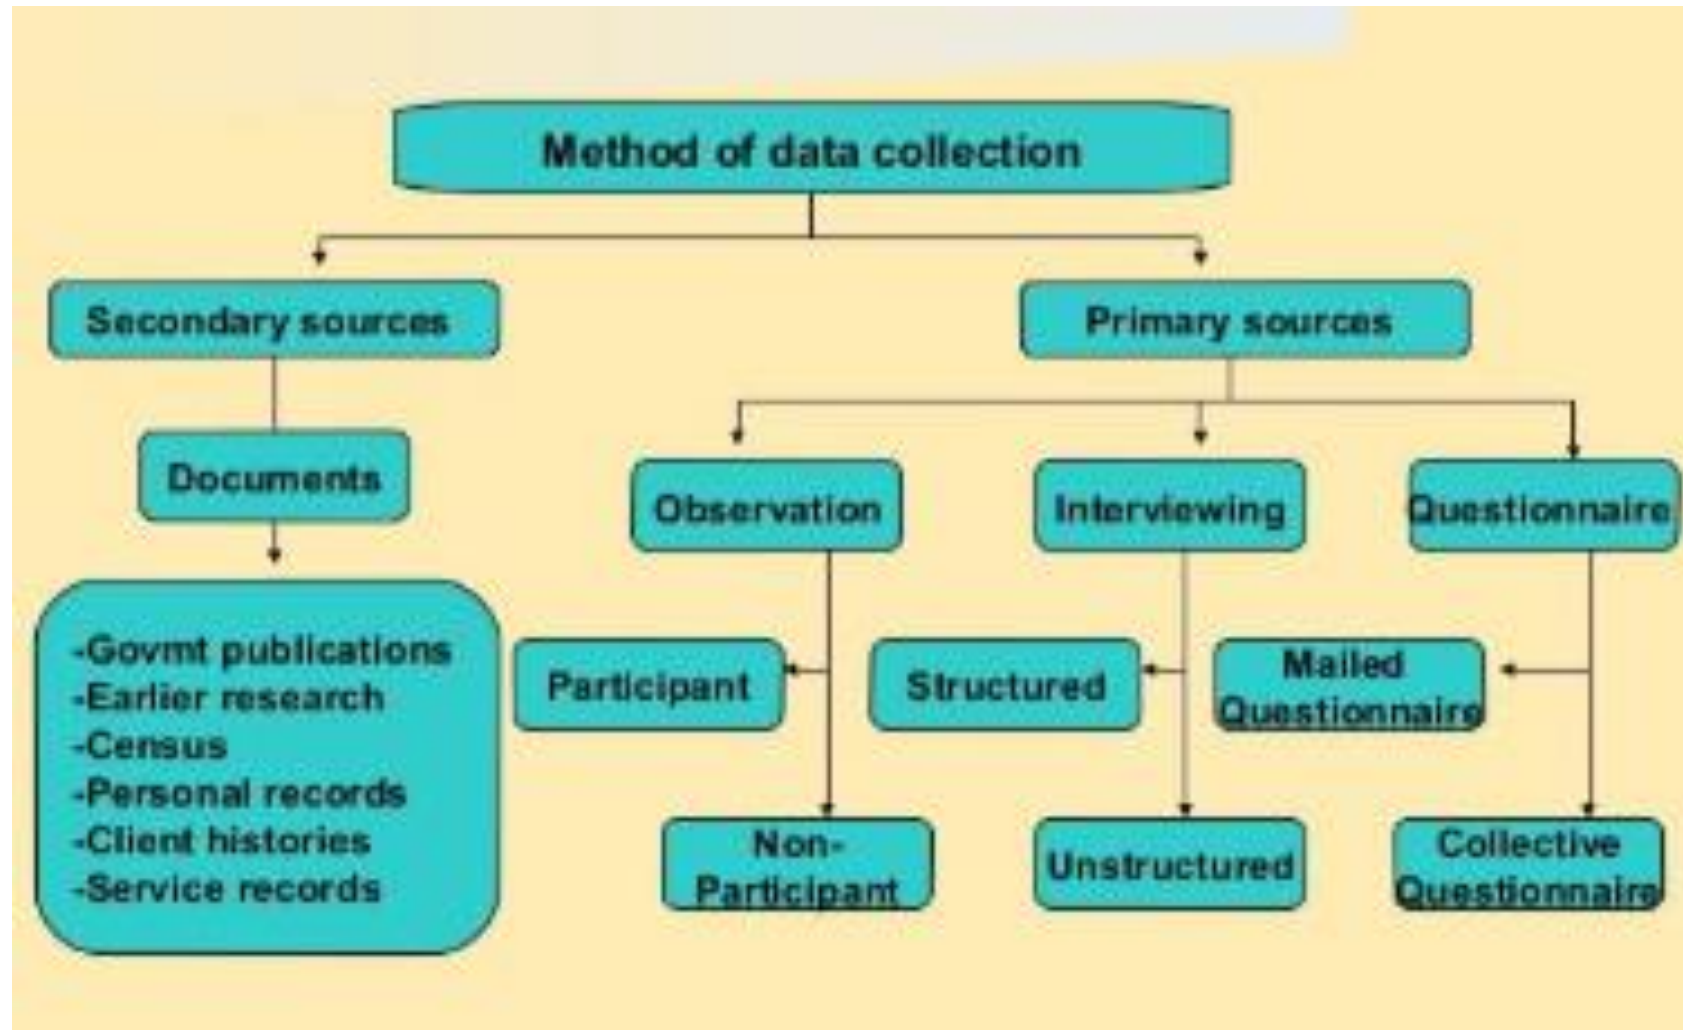 Method of data collection
Secondary sources
Primary sources
Documents
Observation
Interviewing
Questionnaire
-Govmt publications
-Earlier research
-Census
-Personal records
-Client histories
-Service records
Participant
Structured
Mailed
Questionnaire
Non-
Participant
Unstructured
Collective
Questionnaire